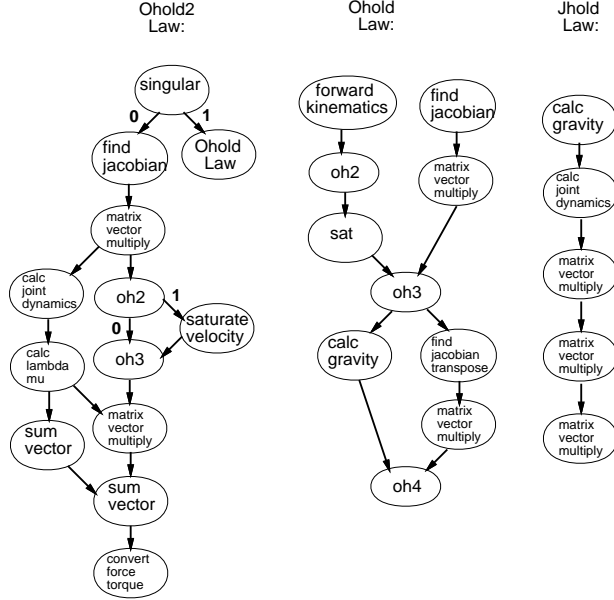 Ohold2
Law:
singular
0
1
find
jacobian
Ohold
Law
matrix
vector
multiply
calc
joint
dynamics
oh2
1
0
saturate
velocity
calc
lambda
mu
oh3
matrix
vector
multiply
sum
vector
sum
vector
convert
force
torque
Ohold
Law:
forward
kinematics
find
jacobian
oh2
matrix
vector
multiply
sat
oh3
calc
gravity
find
jacobian
transpose
matrix
vector
multiply
oh4
Jhold
Law:
calc
gravity
calc
joint
dynamics
matrix
vector
multiply
matrix
vector
multiply
matrix
vector
multiply